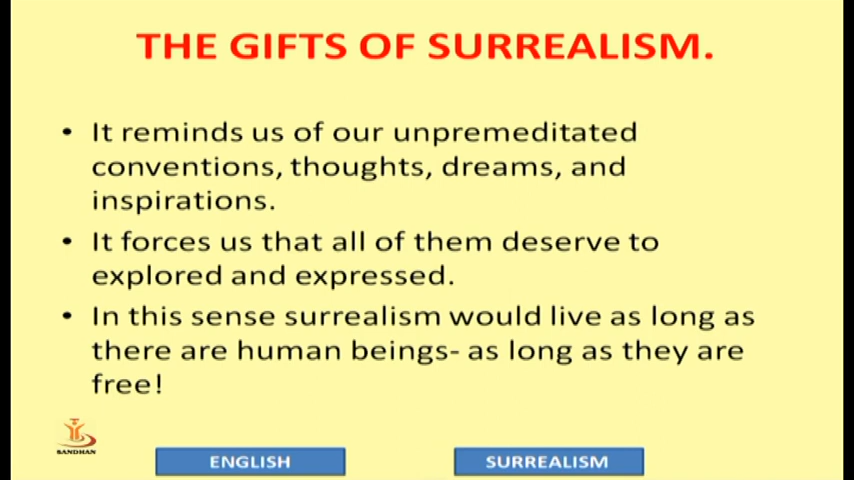 THE GIFTS OF SURREALISM.
• It reminds us of our unpremeditated
conventions, thoughts, dreams, and
inspirations.
• It forces us that all of them deserve to
explored and expressed.
• In this sense surrealism would live as long as
there are human beings- as long as they are
free!
SANDHAN
ENGLISH
SURREALISM